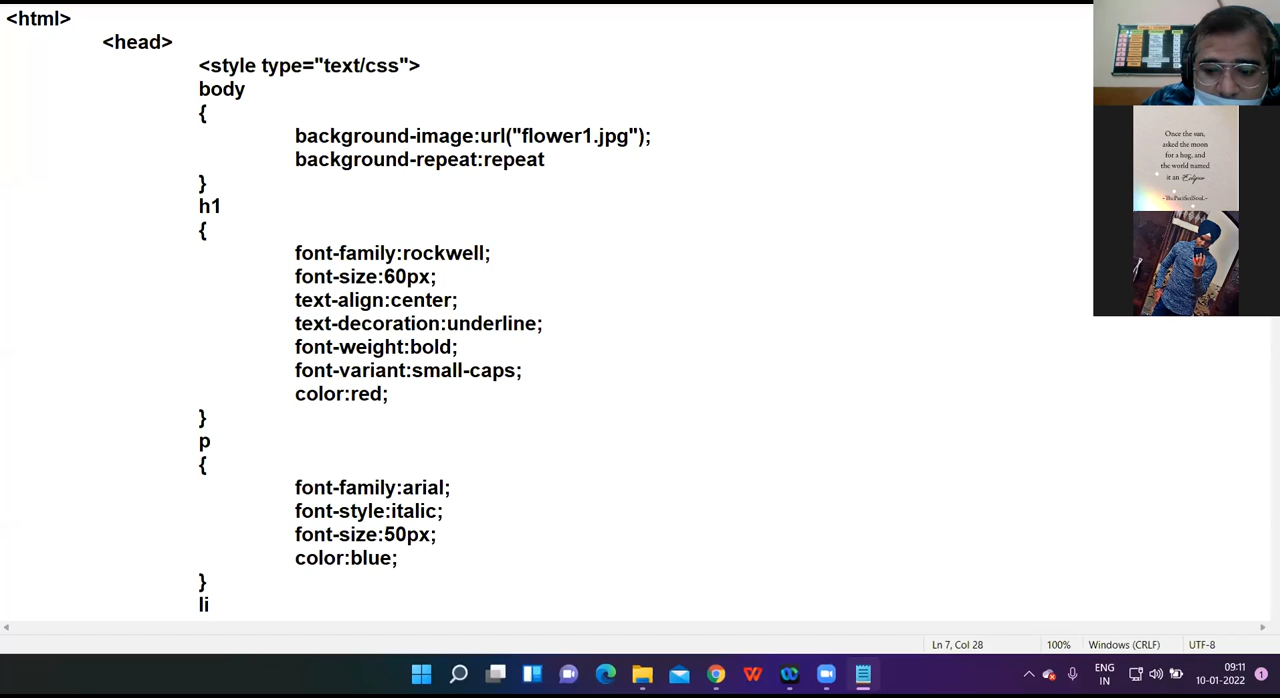 <html>
<head>
<style type="text/css">
body
{
background-image:url("flower1.jpg");
background-repeat:repeat
}
h1
{
font-family:rockwell;
font-size:60px;
text-align:center;
text-decoration:underline;
font-weight:bold;
font-variant:small-caps;
color:red;
}
p
{
font-family:arial;
font-style:italic;
font-size:50px;
color:blue;
}
li
Once the sun,
asked the moon
for a hug, and
the world named
it an Eclipse
~ThePacifiedSoul.~
Ln 7, Col 28
100%
Windows (CRLF)
UTF-8
ENG
IN
09:11
10-01-2022
1